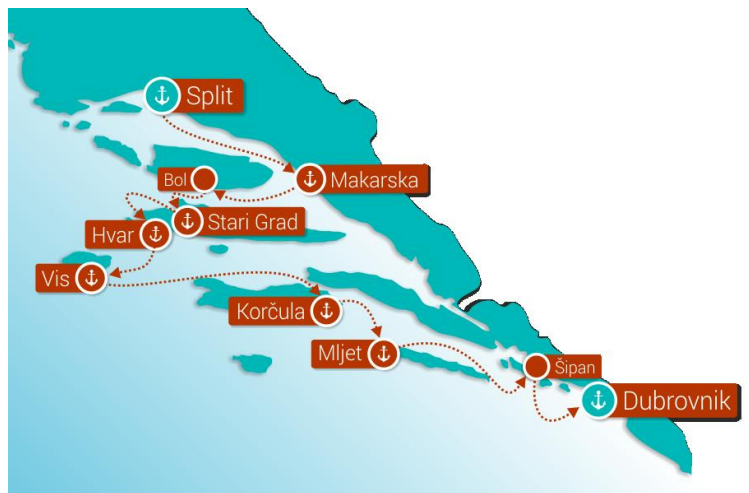 Split
Bol
Makarska
Stari Grad
Hvar
Vis
Korčula
Mljet
Šipan
Dubrovnik